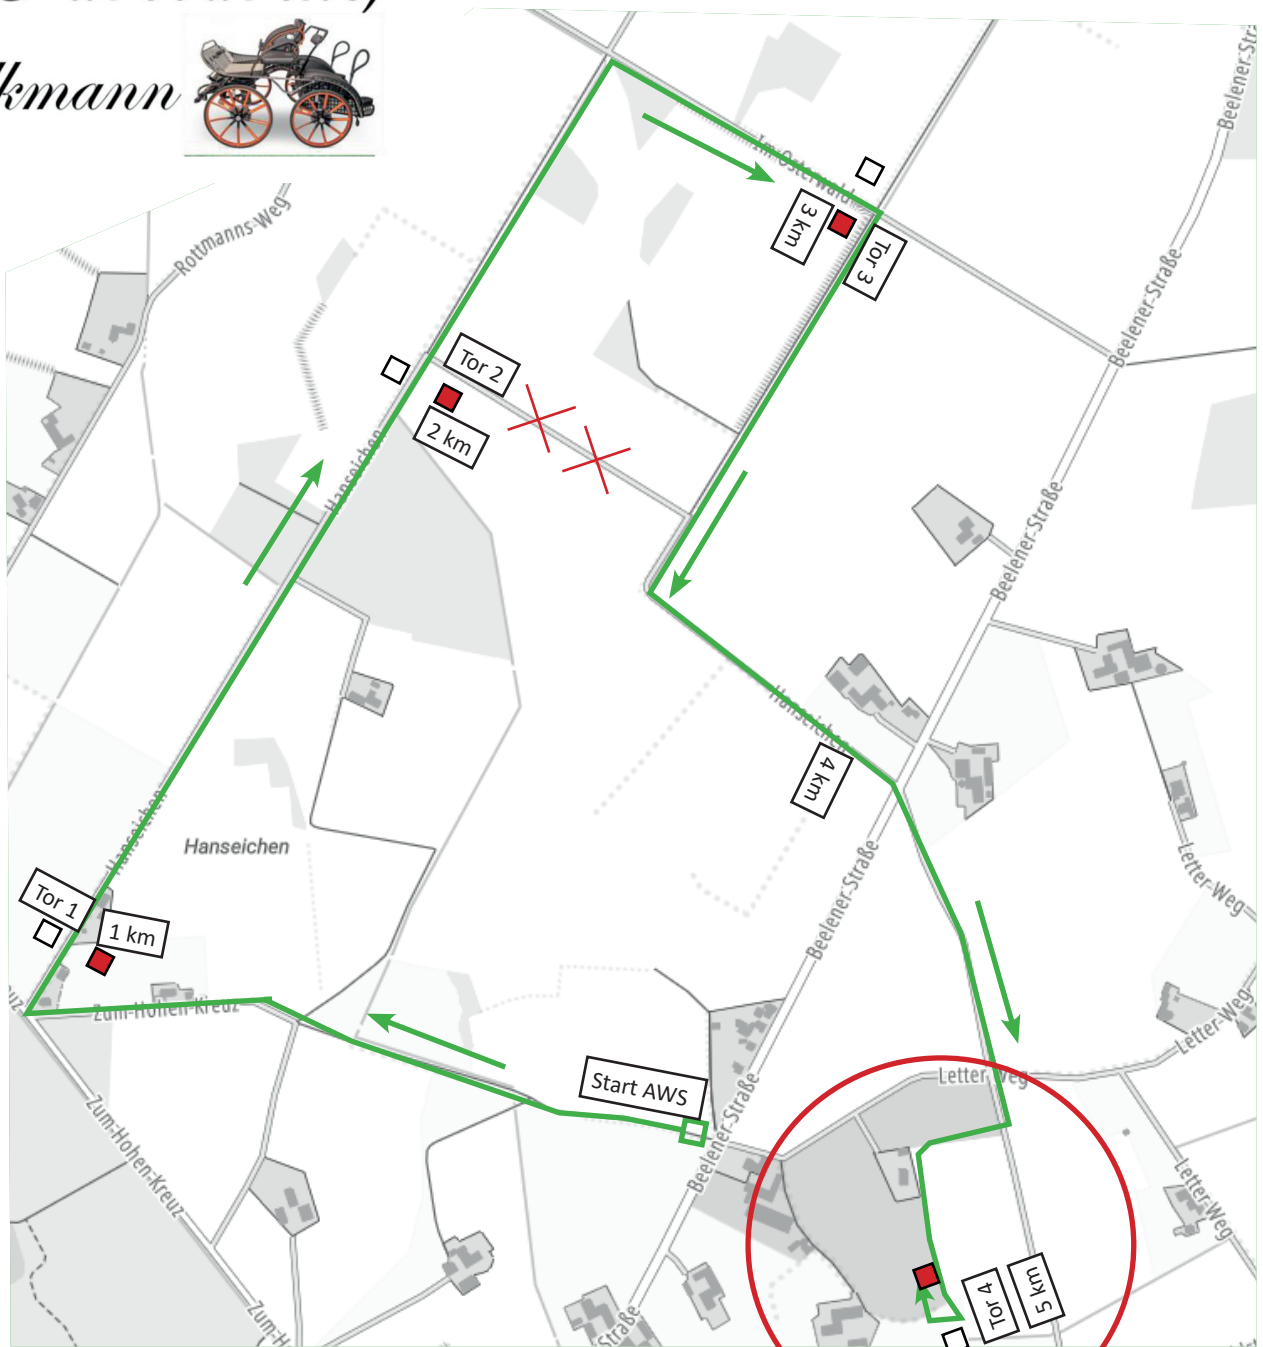 kmann
Rottmanns-Weg
Im-Osterwald
Beelener-Straße
3 km
Tor 3
Beelener-Straße
Tor 2
2 km
Hanseichen
Beelener-Straße
Hanseichen
4 km
Hanseichen
Hanseichen
Beelener-Straße
Letter-Weg
Tor 1
1 km
Zum-Hohen-Kreuz
Letter-Weg
Start AWS
Letter Weg
Beelener-Straße
Zum-Hohen-Kreuz
Letter-Weg
Tor 4
5 km
Zum-H
Straße